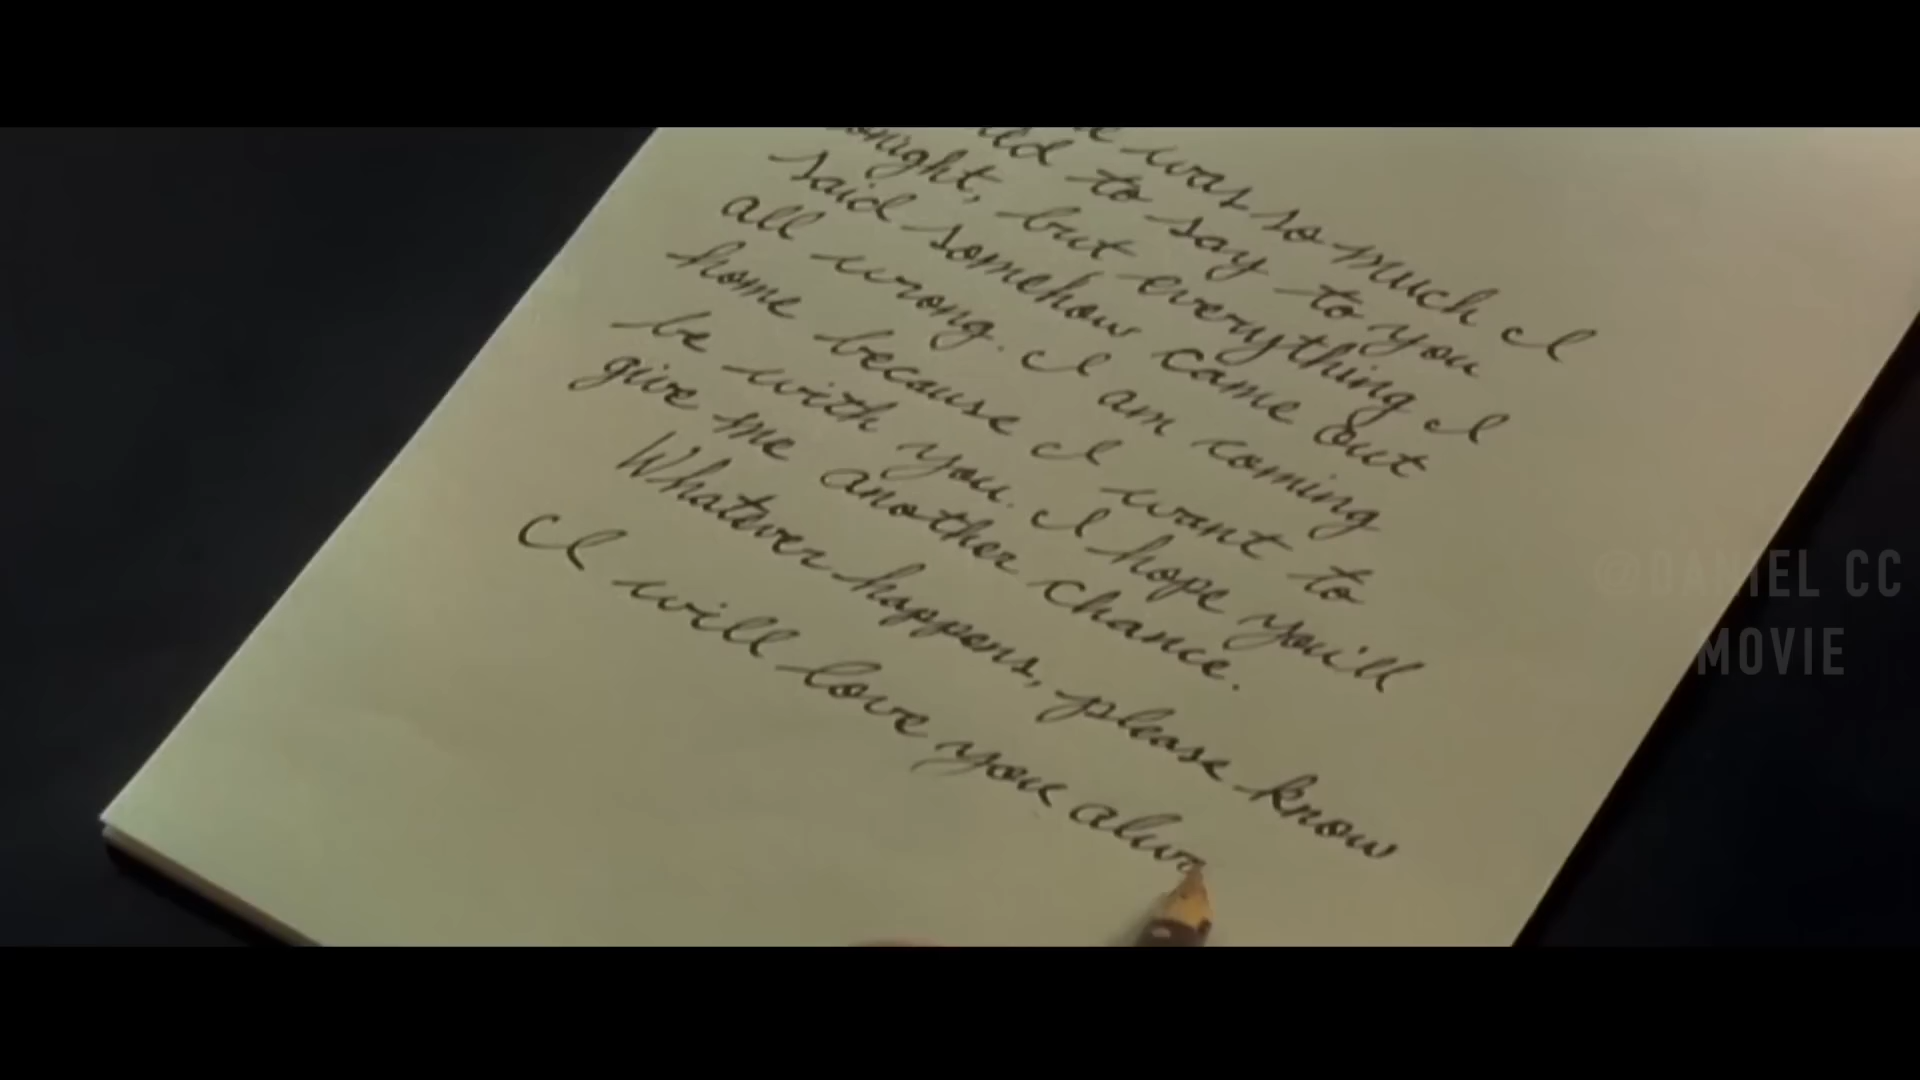 was so much I
to say to you
tonight, but everything I
said somehow came out
all wrong. I am coming
home because I want to
be with you. I hope you'll
give me another chance.
Whatever happens, please know
I will love you alwa
@DANIEL CC
MOVIE